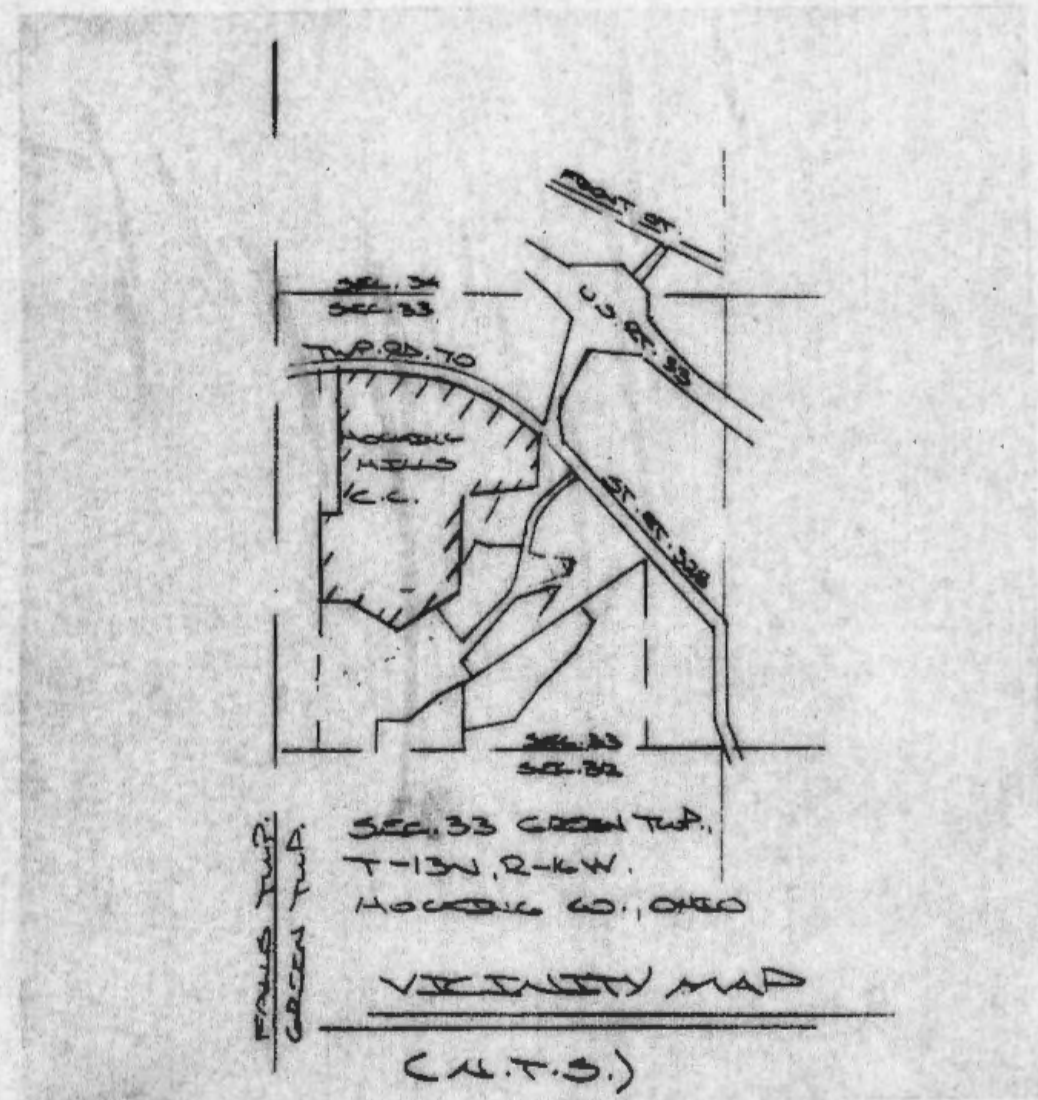 FRONT ST.
SEC. 34
SEC. 33
U.S. RT. 33
TWP. RD. 70
HOCKING
HILLS
C.C.
ST. RT. 328
SEC. 33
SEC. 32
FALLS TWP.
GREEN TWP.
SEC. 33 GREEN TWP.,
T-13N, R-16W.
HOCKING CO., OHIO
VICINITY MAP
(N.T.S.)